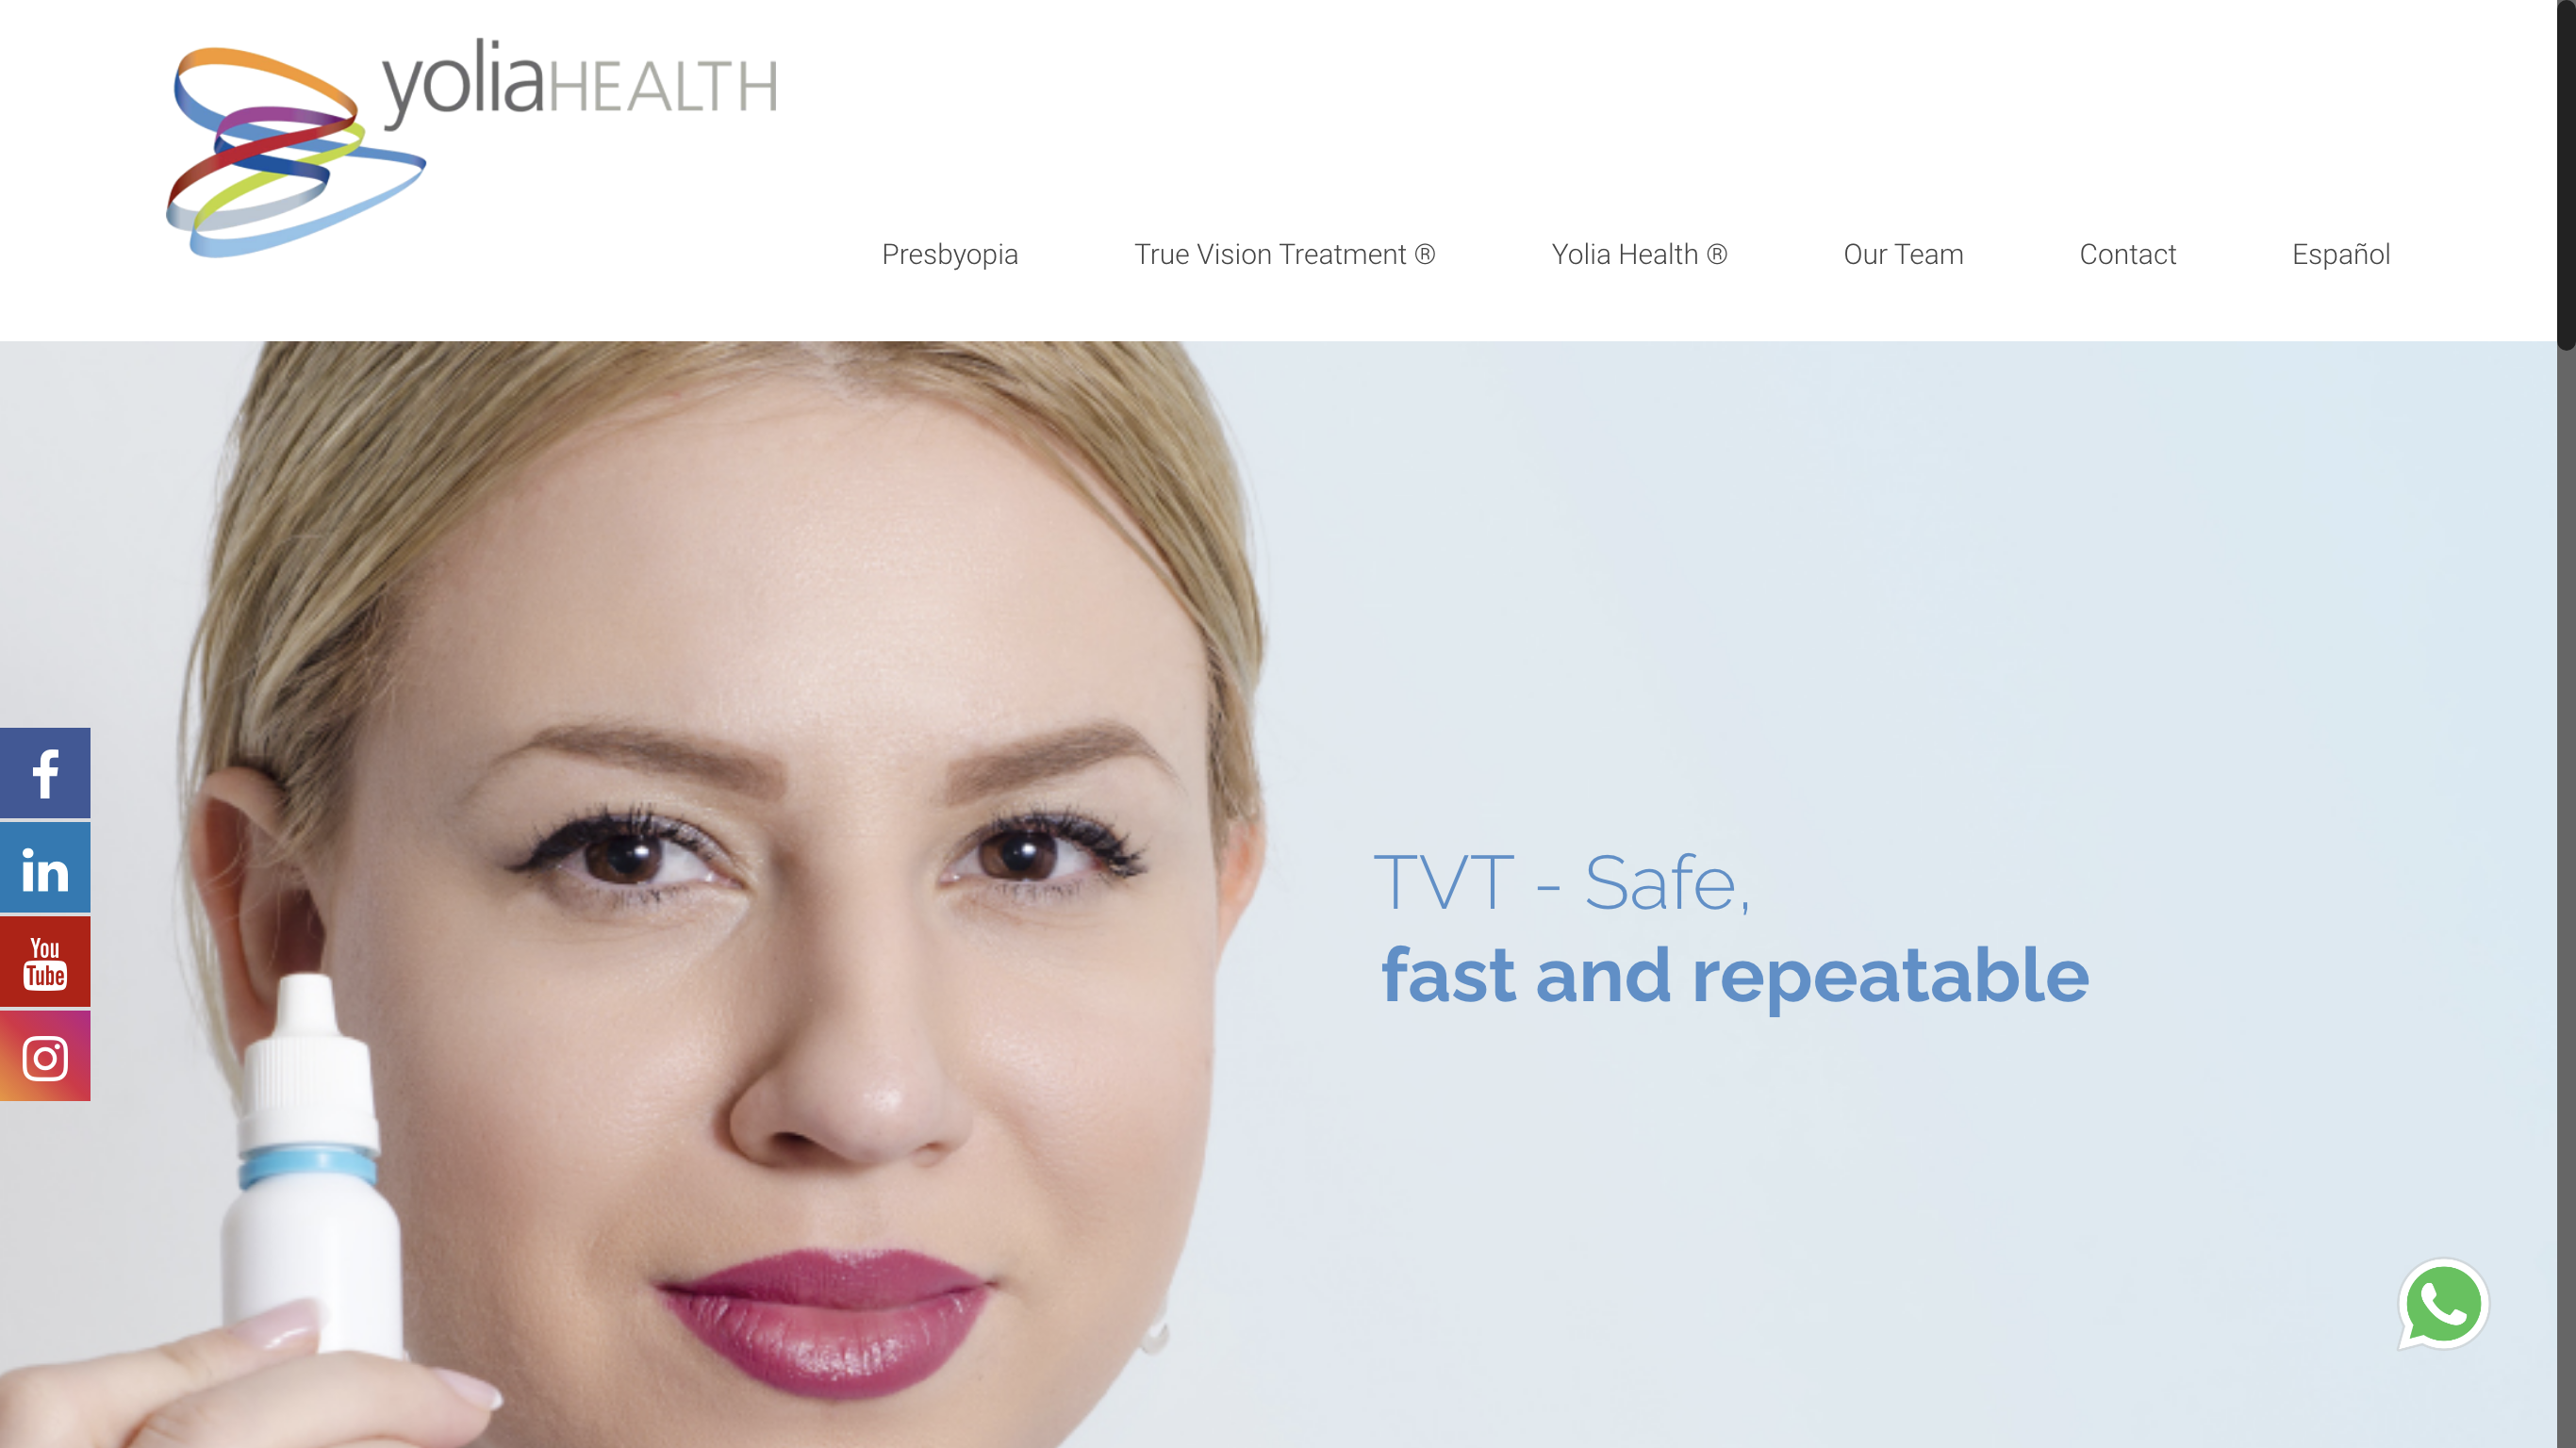 yoliaHEALTH
Presbyopia True Vision Treatment ® Yolia Health ® Our Team Contact Español
TVT - Safe,
fast and repeatable
f
in
You
Tube